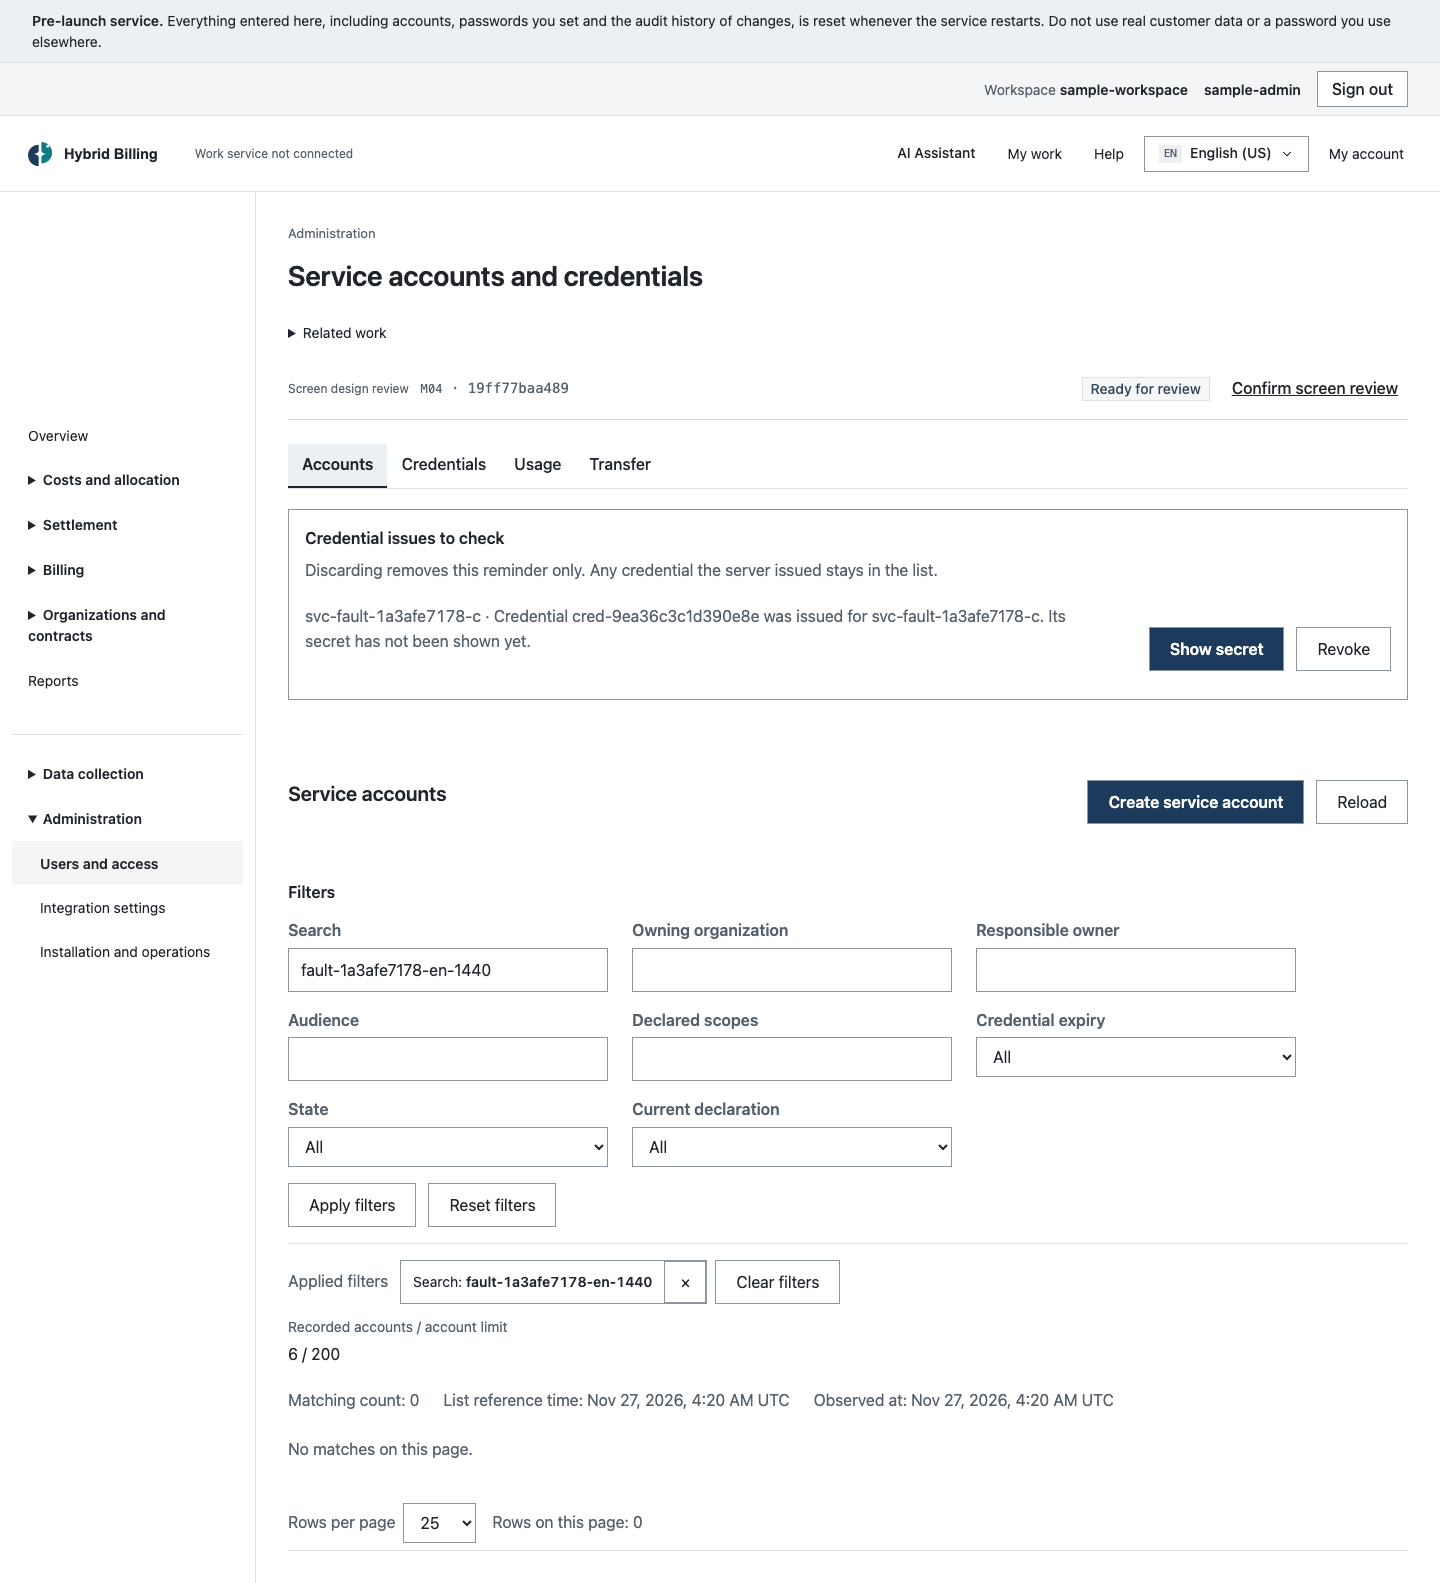 Pre-launch service. Everything entered here, including accounts, passwords you set and the audit history of changes, is reset whenever the service restarts. Do not use real customer data or a password you use
elsewhere.
Workspace sample-workspace sample-admin Sign out
Hybrid Billing Work service not connected AI Assistant My work Help EN English (US) My account
Administration
Service accounts and credentials
Related work
Screen design review M04 · 19ff77baa489 Ready for review Confirm screen review
Overview
Costs and allocation
Settlement
Billing
Organizations and
contracts
Reports
Data collection
Administration
Users and access
Integration settings
Installation and operations
Accounts Credentials Usage Transfer
Credential issues to check
Discarding removes this reminder only. Any credential the server issued stays in the list.
svc-fault-1a3afe7178-c · Credential cred-9ea36c3c1d390e8e was issued for svc-fault-1a3afe7178-c. Its
secret has not been shown yet.
Show secret Revoke
Service accounts Create service account Reload
Filters
Search Owning organization Responsible owner
fault-1a3afe7178-en-1440
Audience Declared scopes Credential expiry
All
State Current declaration
All All
Apply filters Reset filters
Applied filters Search: fault-1a3afe7178-en-1440 × Clear filters
Recorded accounts / account limit
6 / 200
Matching count: 0 List reference time: Nov 27, 2026, 4:20 AM UTC Observed at: Nov 27, 2026, 4:20 AM UTC
No matches on this page.
Rows per page 25 Rows on this page: 0